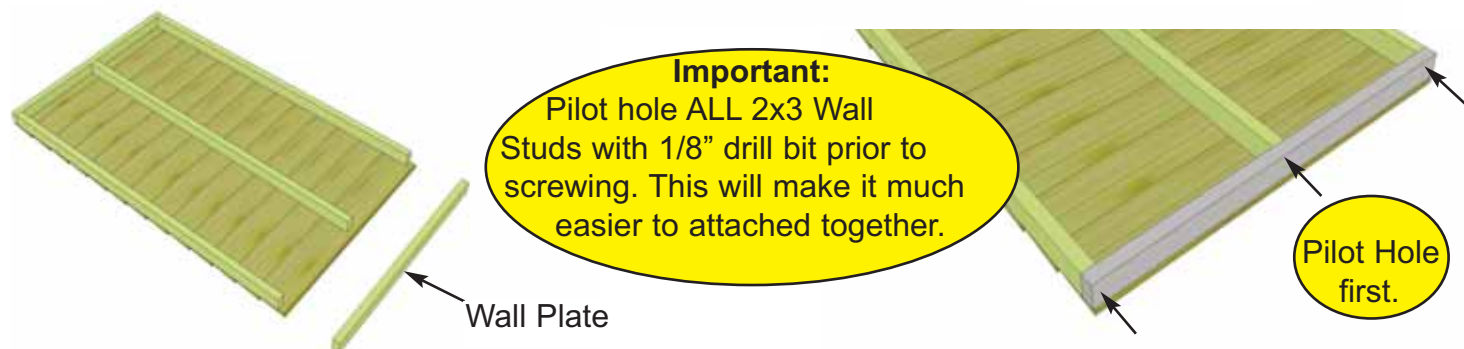 Important:
Pilot hole ALL 2x3 Wall
Studs with 1/8” drill bit prior to
screwing. This will make it much
easier to attached together.
Wall Plate
Pilot Hole
first.